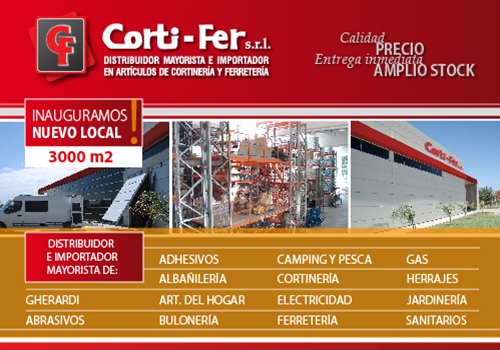 CF
Corti-Fer s.r.l.
DISTRIBUIDOR MAYORISTA E IMPORTADOR
EN ARTÍCULOS DE CORTINERÍA Y FERRETERÍA
Calidad
PRECIO
Entrega inmediata
AMPLIO STOCK
INAUGURAMOS
NUEVO LOCAL!
3000 m2
Corti-Fer s.r.l.
DISTRIBUIDOR
E IMPORTADOR
MAYORISTA DE:
ADHESIVOS CAMPING Y PESCA GAS
ALBAÑILERÍA CORTINERÍA HERRAJES
GHERARDI ART. DEL HOGAR ELECTRICIDAD JARDINERÍA
ABRASIVOS BULONERÍA FERRETERÍA SANITARIOS